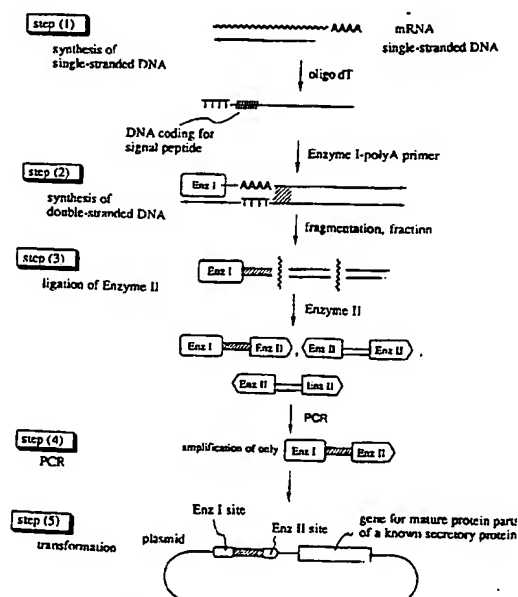 step (1)
synthesis of
single-stranded DNA
AAAA
mRNA
single-stranded DNA
oligo dT
TTTT
DNA coding for
signal peptide
Enzyme I-polyA primer
step (2)
synthesis of
double-stranded DNA
Enz I
AAAA
TTTT
fragmentation, fraction
step (3)
ligation of Enzyme II
Enz I
Enzyme II
Enz I Enz II , Enz II Enz II ,
Enz II Enz II
PCR
step (4)
PCR
amplification of only Enz I Enz II
step (5)
transformation
Enz I site
Enz II site
plasmid
gene for mature protein parts
of a known secretory protein